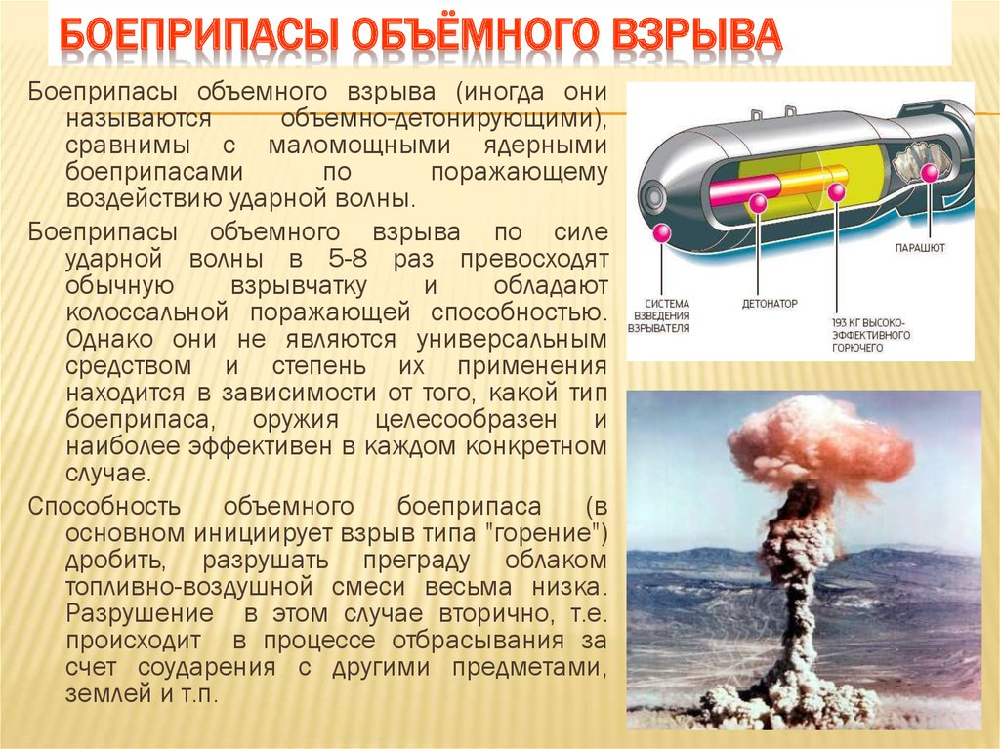 БОЕПРИПАСЫ ОБЪЁМНОГО ВЗРЫВА
Боеприпасы объемного взрыва (иногда они
называются объемно-детонирующими),
сравнимы с маломощными ядерными
боеприпасами по поражающему
воздействию ударной волны.
Боеприпасы объемного взрыва по силе
ударной волны в 5-8 раз превосходят
обычную взрывчатку и обладают
колоссальной поражающей способностью.
Однако они не являются универсальным
средством и степень их применения
находится в зависимости от того, какой тип
боеприпаса, оружия целесообразен и
наиболее эффективен в каждом конкретном
случае.
Способность объемного боеприпаса (в
основном инициирует взрыв типа "горение")
дробить, разрушать преграду облаком
топливно-воздушной смеси весьма низка.
Разрушение в этом случае вторично, т.е.
происходит в процессе отбрасывания за
счет соударения с другими предметами,
землей и т.п.
ПАРАШЮТ
СИСТЕМА
ВЗВЕДЕНИЯ
ВЗРЫВАТЕЛЯ
ДЕТОНАТОР
193 КГ ВЫСОКО-
ЭФФЕКТИВНОГО
ГОРЮЧЕГО